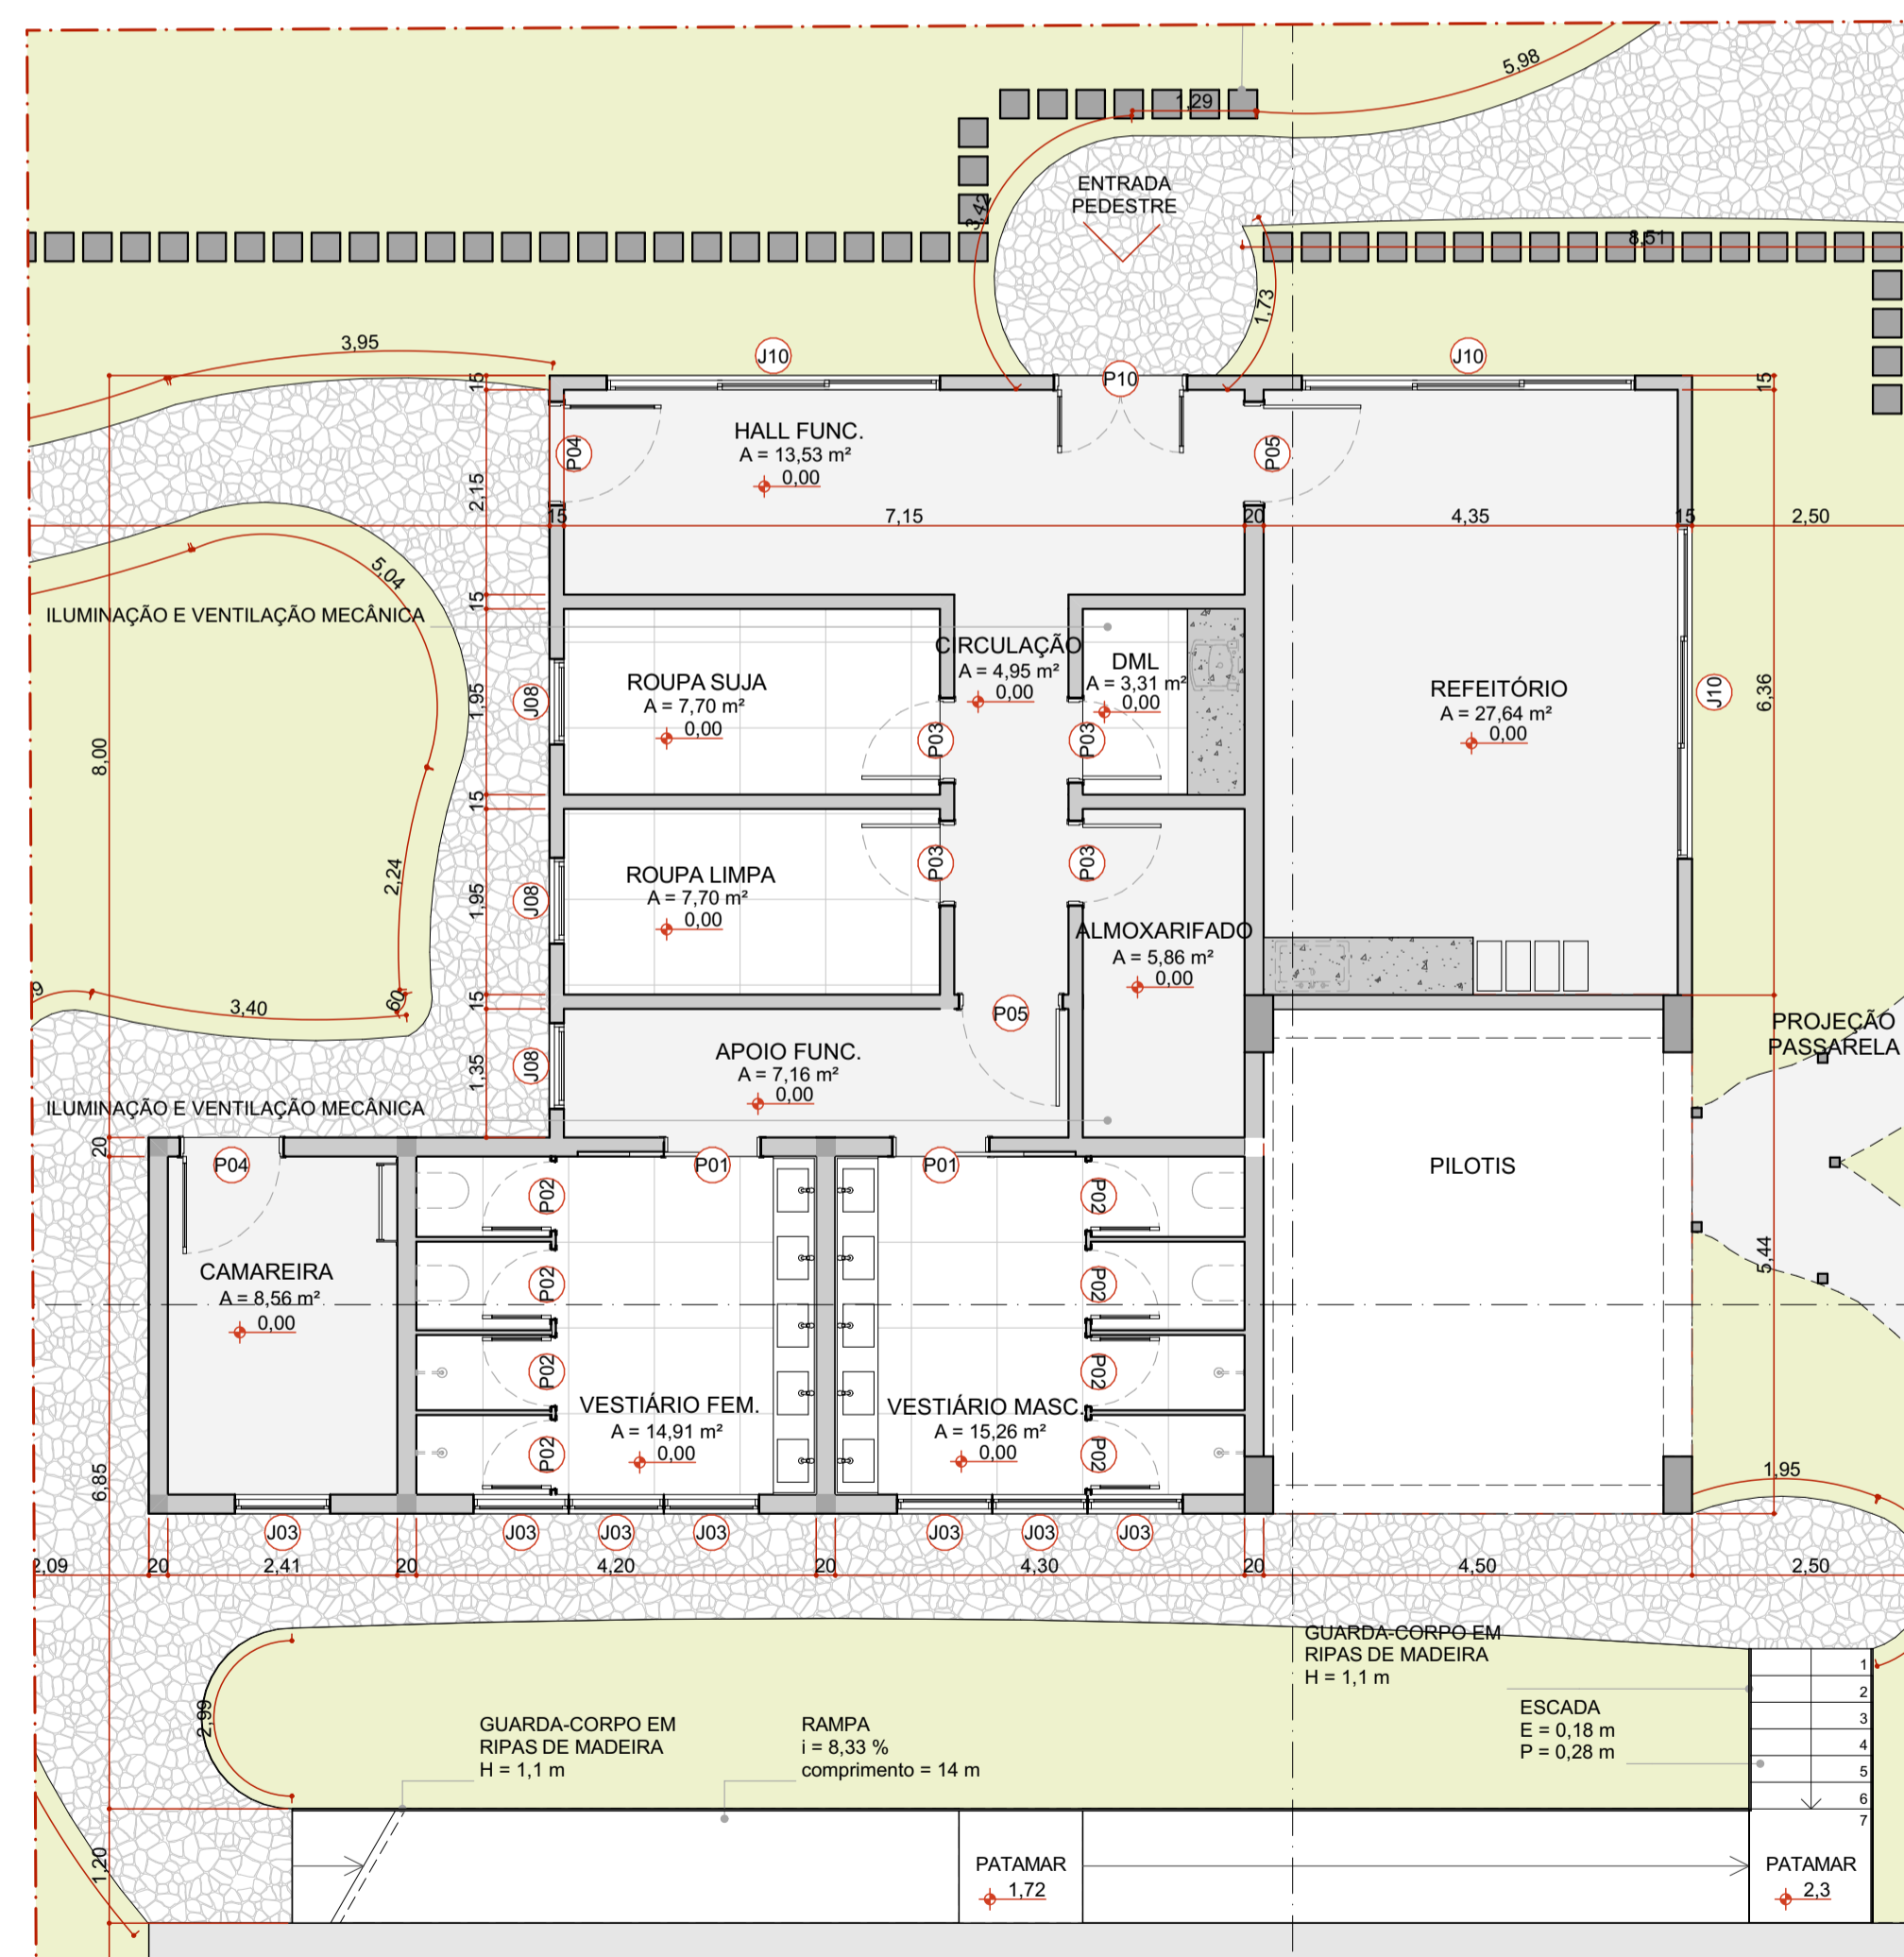 5,98
1,29
ENTRADA
PEDESTRE
3,42
8,51
1,73
3,95
J10
J10
P10
15
15
HALL FUNC.
A = 13,53 m²
0,00
P04
P05
2,15
15
7,15
20
4,35
15
2,50
5,04
15
ILUMINAÇÃO E VENTILAÇÃO MECÂNICA
CIRCULAÇÃO
A = 4,95 m²
0,00
DML
A = 3,31 m²
0,00
ROUPA SUJA
A = 7,70 m²
0,00
REFEITÓRIO
A = 27,64 m²
0,00
J08
1,95
J10
6,36
P03
P03
8,00
15
P03
P03
ROUPA LIMPA
A = 7,70 m²
0,00
2,24
1,95
J08
ALMOXARIFADO
A = 5,86 m²
0,00
9
3,40
60
15
P05
PROJEÇÃO
PASSARELA
APOIO FUNC.
A = 7,16 m²
0,00
1,35
J08
ILUMINAÇÃO E VENTILAÇÃO MECÂNICA
20
P04
P01
P01
PILOTIS
P02
P02
P02
P02
5,44
CAMAREIRA
A = 8,56 m²
0,00
P02
P02
VESTIÁRIO FEM.
A = 14,91 m²
0,00
VESTIÁRIO MASC.
A = 15,26 m²
0,00
P02
P02
6,85
1,95
J03
J03
J03
J03
J03
J03
J03
2,09
20
2,41
20
4,20
20
4,30
20
4,50
2,50
GUARDA-CORPO EM
RIPAS DE MADEIRA
H = 1,1 m
1
2
3
4
5
6
7
ESCADA
E = 0,18 m
P = 0,28 m
2,99
GUARDA-CORPO EM
RIPAS DE MADEIRA
H = 1,1 m
RAMPA
i = 8,33 %
comprimento = 14 m
1,20
PATAMAR
1,72
PATAMAR
2,3